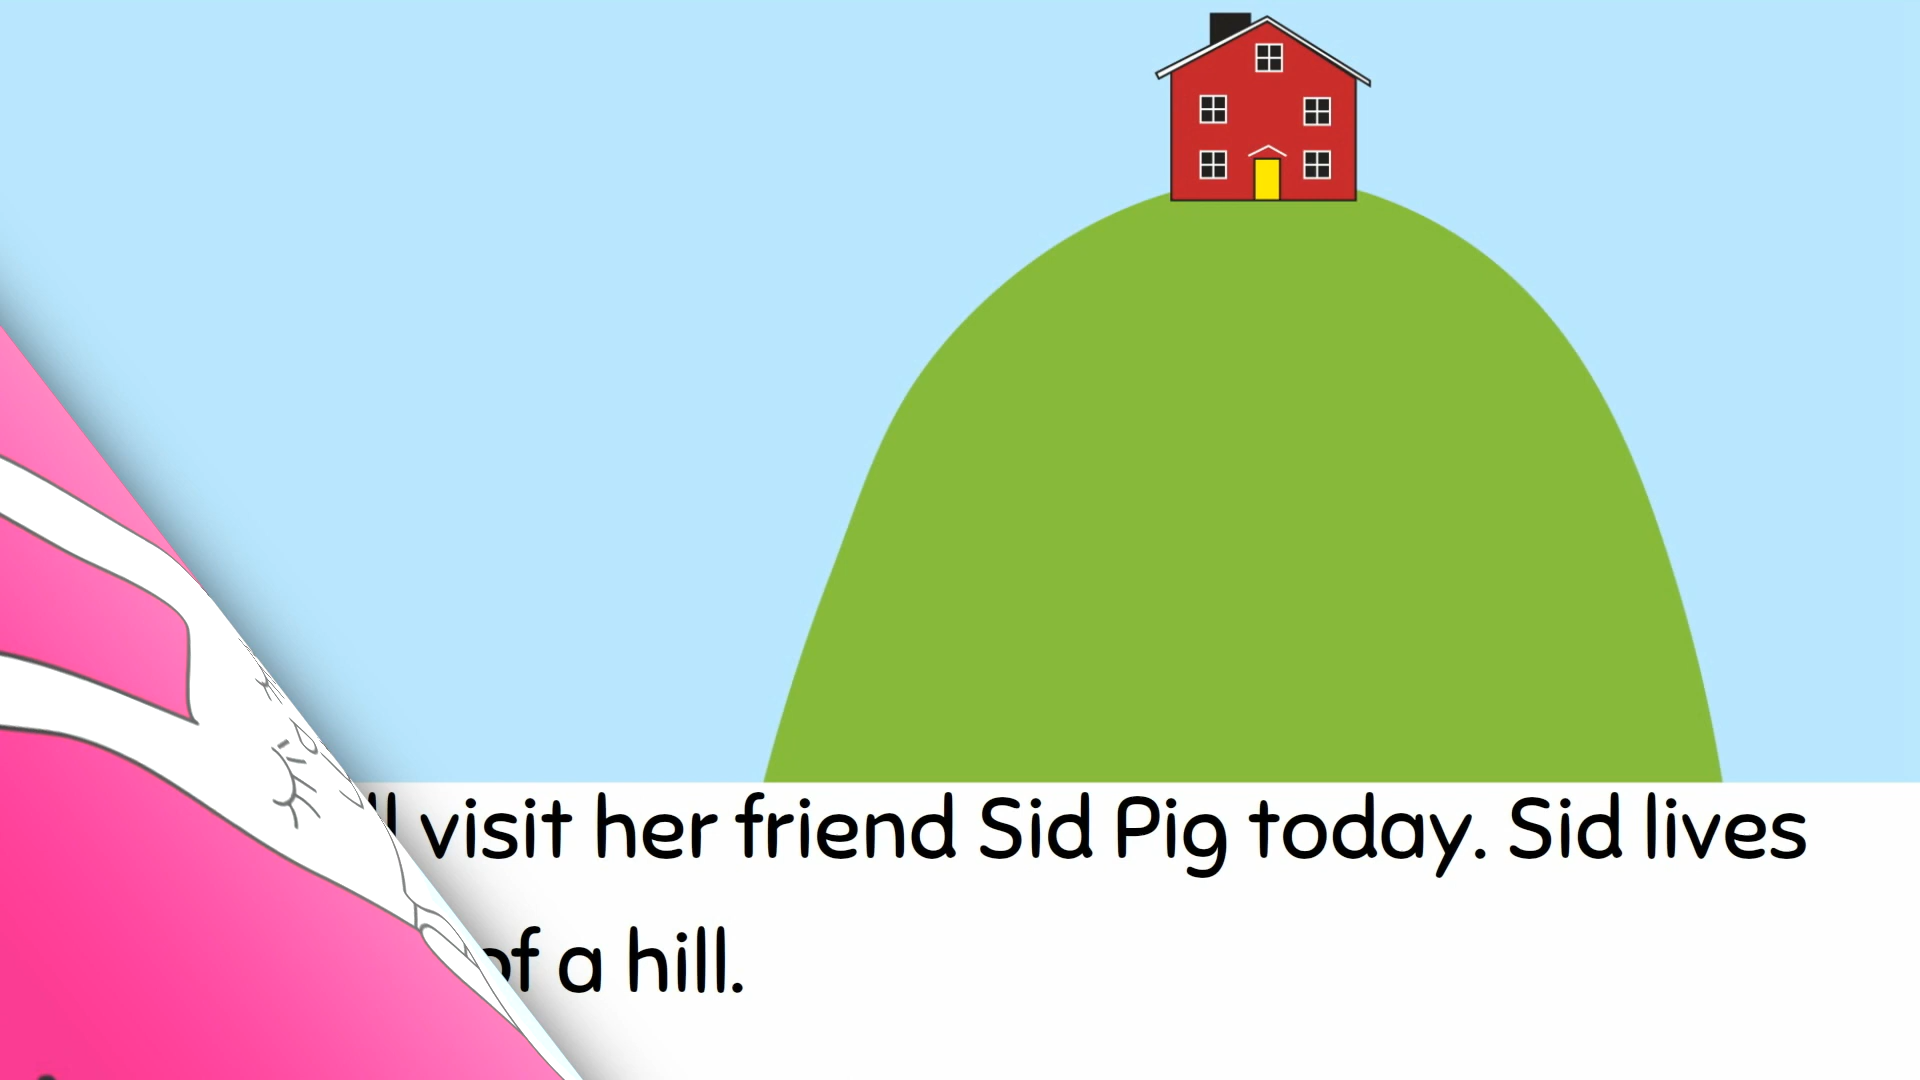 visit her friend Sid Pig today. Sid lives
of a hill.